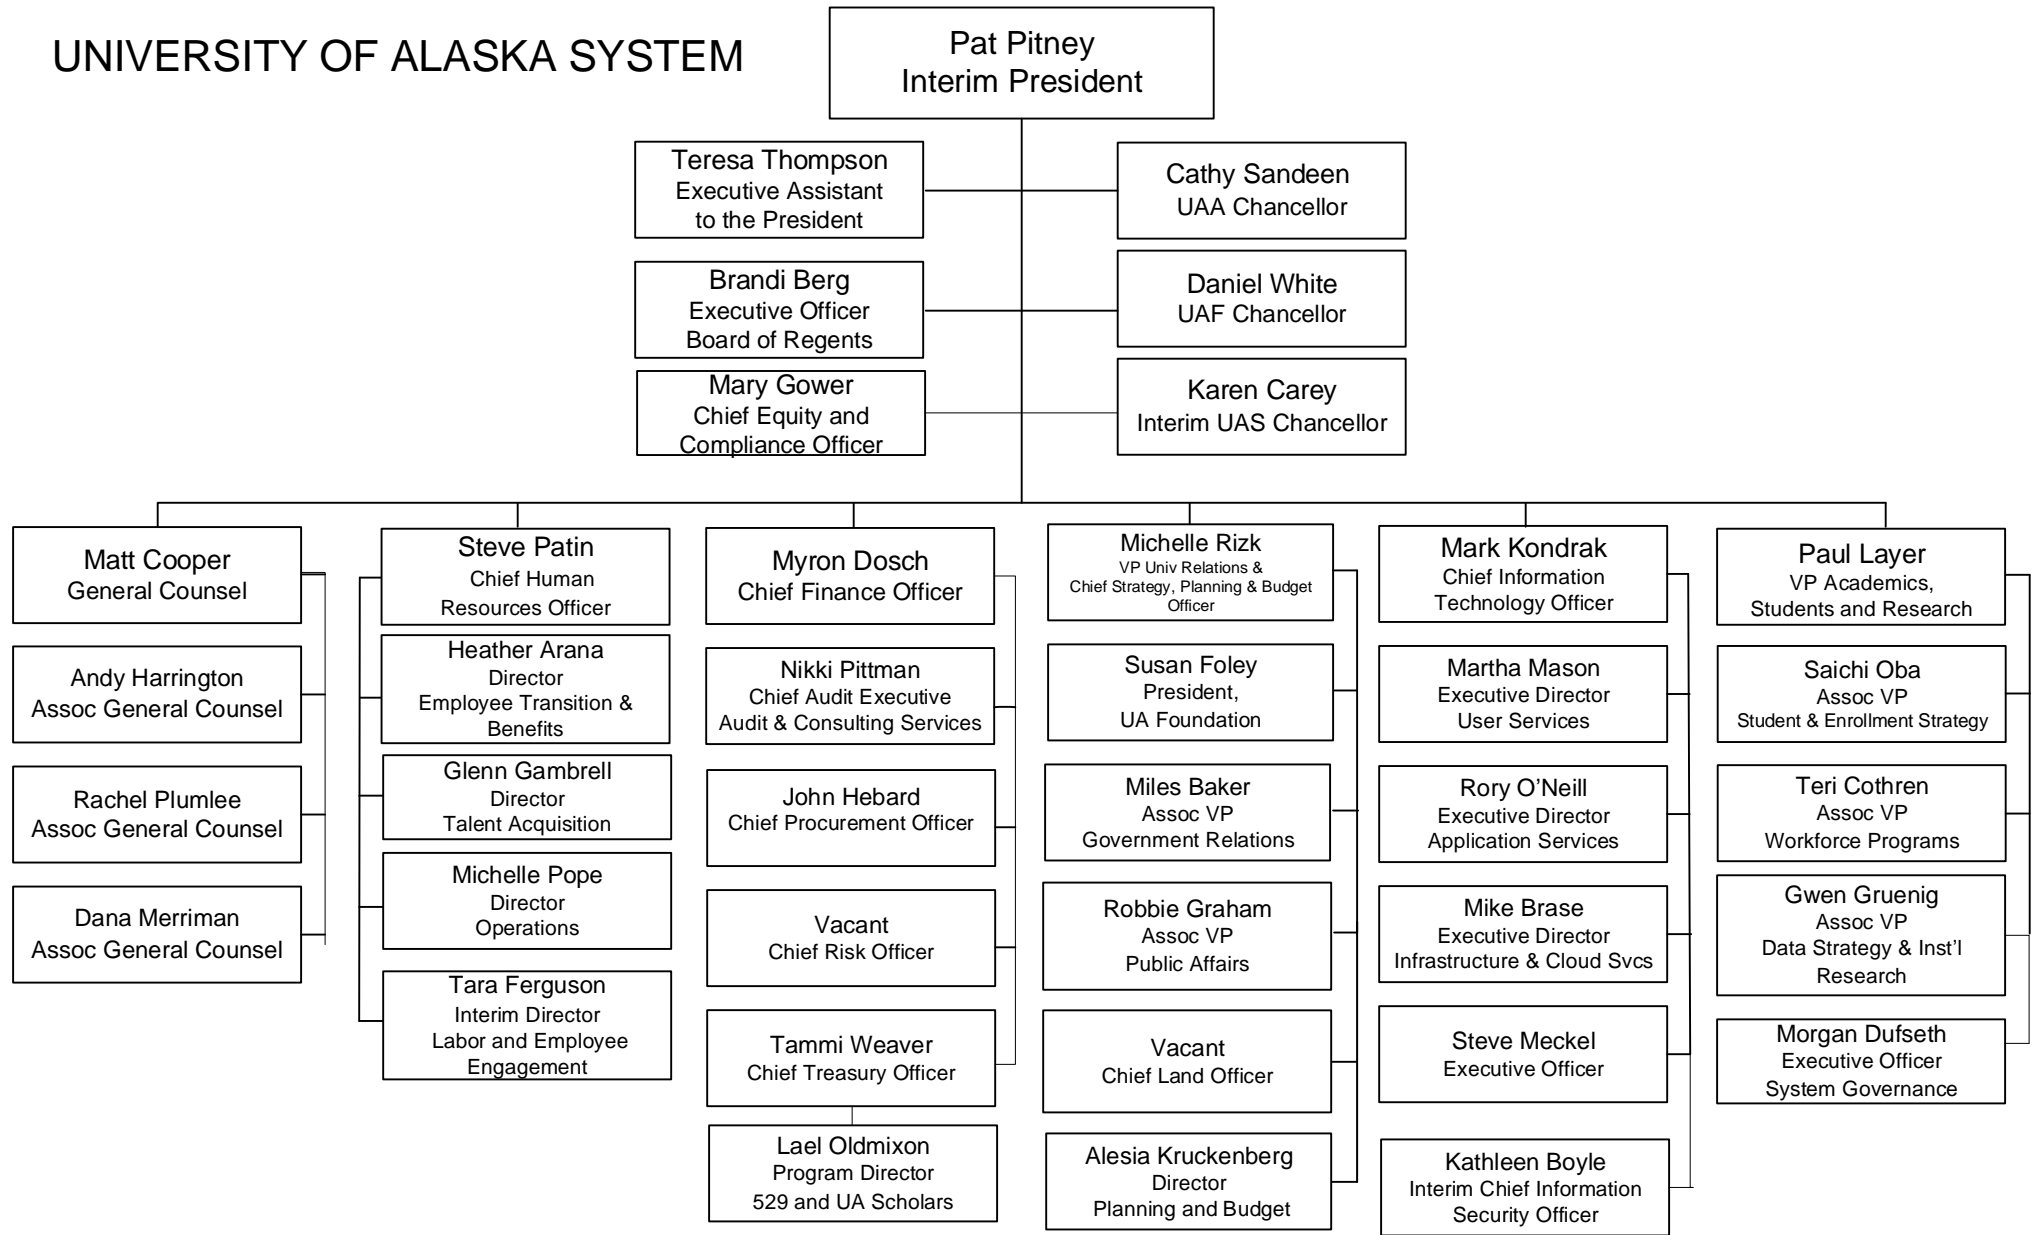 UNIVERSITY OF ALASKA SYSTEM
Pat Pitney
Interim President
Teresa Thompson
Executive Assistant
to the President
Cathy Sandeen
UAA Chancellor
Brandi Berg
Executive Officer
Board of Regents
Daniel White
UAF Chancellor
Mary Gower
Chief Equity and
Compliance Officer
Karen Carey
Interim UAS Chancellor
Matt Cooper
General Counsel
Andy Harrington
Assoc General Counsel
Rachel Plumlee
Assoc General Counsel
Dana Merriman
Assoc General Counsel
Steve Patin
Chief Human
Resources Officer
Heather Arana
Director
Employee Transition &
Benefits
Glenn Gambrell
Director
Talent Acquisition
Michelle Pope
Director
Operations
Tara Ferguson
Interim Director
Labor and Employee
Engagement
Myron Dosch
Chief Finance Officer
Nikki Pittman
Chief Audit Executive
Audit & Consulting Services
John Hebard
Chief Procurement Officer
Vacant
Chief Risk Officer
Tammi Weaver
Chief Treasury Officer
Lael Oldmixon
Program Director
529 and UA Scholars
Michelle Rizk
VP Univ Relations &
Chief Strategy, Planning & Budget
Officer
Susan Foley
President,
UA Foundation
Miles Baker
Assoc VP
Government Relations
Robbie Graham
Assoc VP
Public Affairs
Vacant
Chief Land Officer
Alesia Kruckenberg
Director
Planning and Budget
Mark Kondrak
Chief Information
Technology Officer
Martha Mason
Executive Director
User Services
Rory O’Neill
Executive Director
Application Services
Mike Brase
Executive Director
Infrastructure & Cloud Svcs
Steve Meckel
Executive Officer
Kathleen Boyle
Interim Chief Information
Security Officer
Paul Layer
VP Academics,
Students and Research
Saichi Oba
Assoc VP
Student & Enrollment Strategy
Teri Cothren
Assoc VP
Workforce Programs
Gwen Gruenig
Assoc VP
Data Strategy & Inst’l
Research
Morgan Dufseth
Executive Officer
System Governance